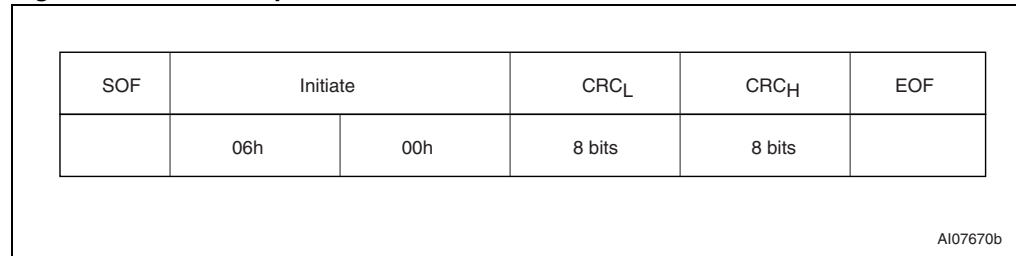 SOF Initiate CRCL CRCH EOF
06h 00h 8 bits 8 bits
AI07670b